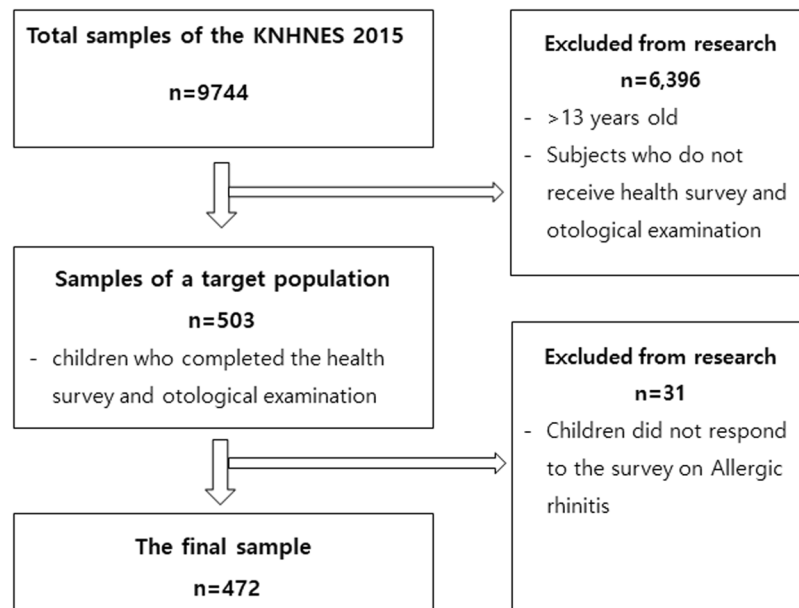 Total samples of the KNHNES 2015
n=9744
Excluded from research
n=6,396
- >13 years old
- Subjects who do not
receive health survey and
otological examination
Samples of a target population
n=503
- children who completed the health
survey and otological examination
Excluded from research
n=31
- Children did not respond
to the survey on Allergic
rhinitis
The final sample
n=472